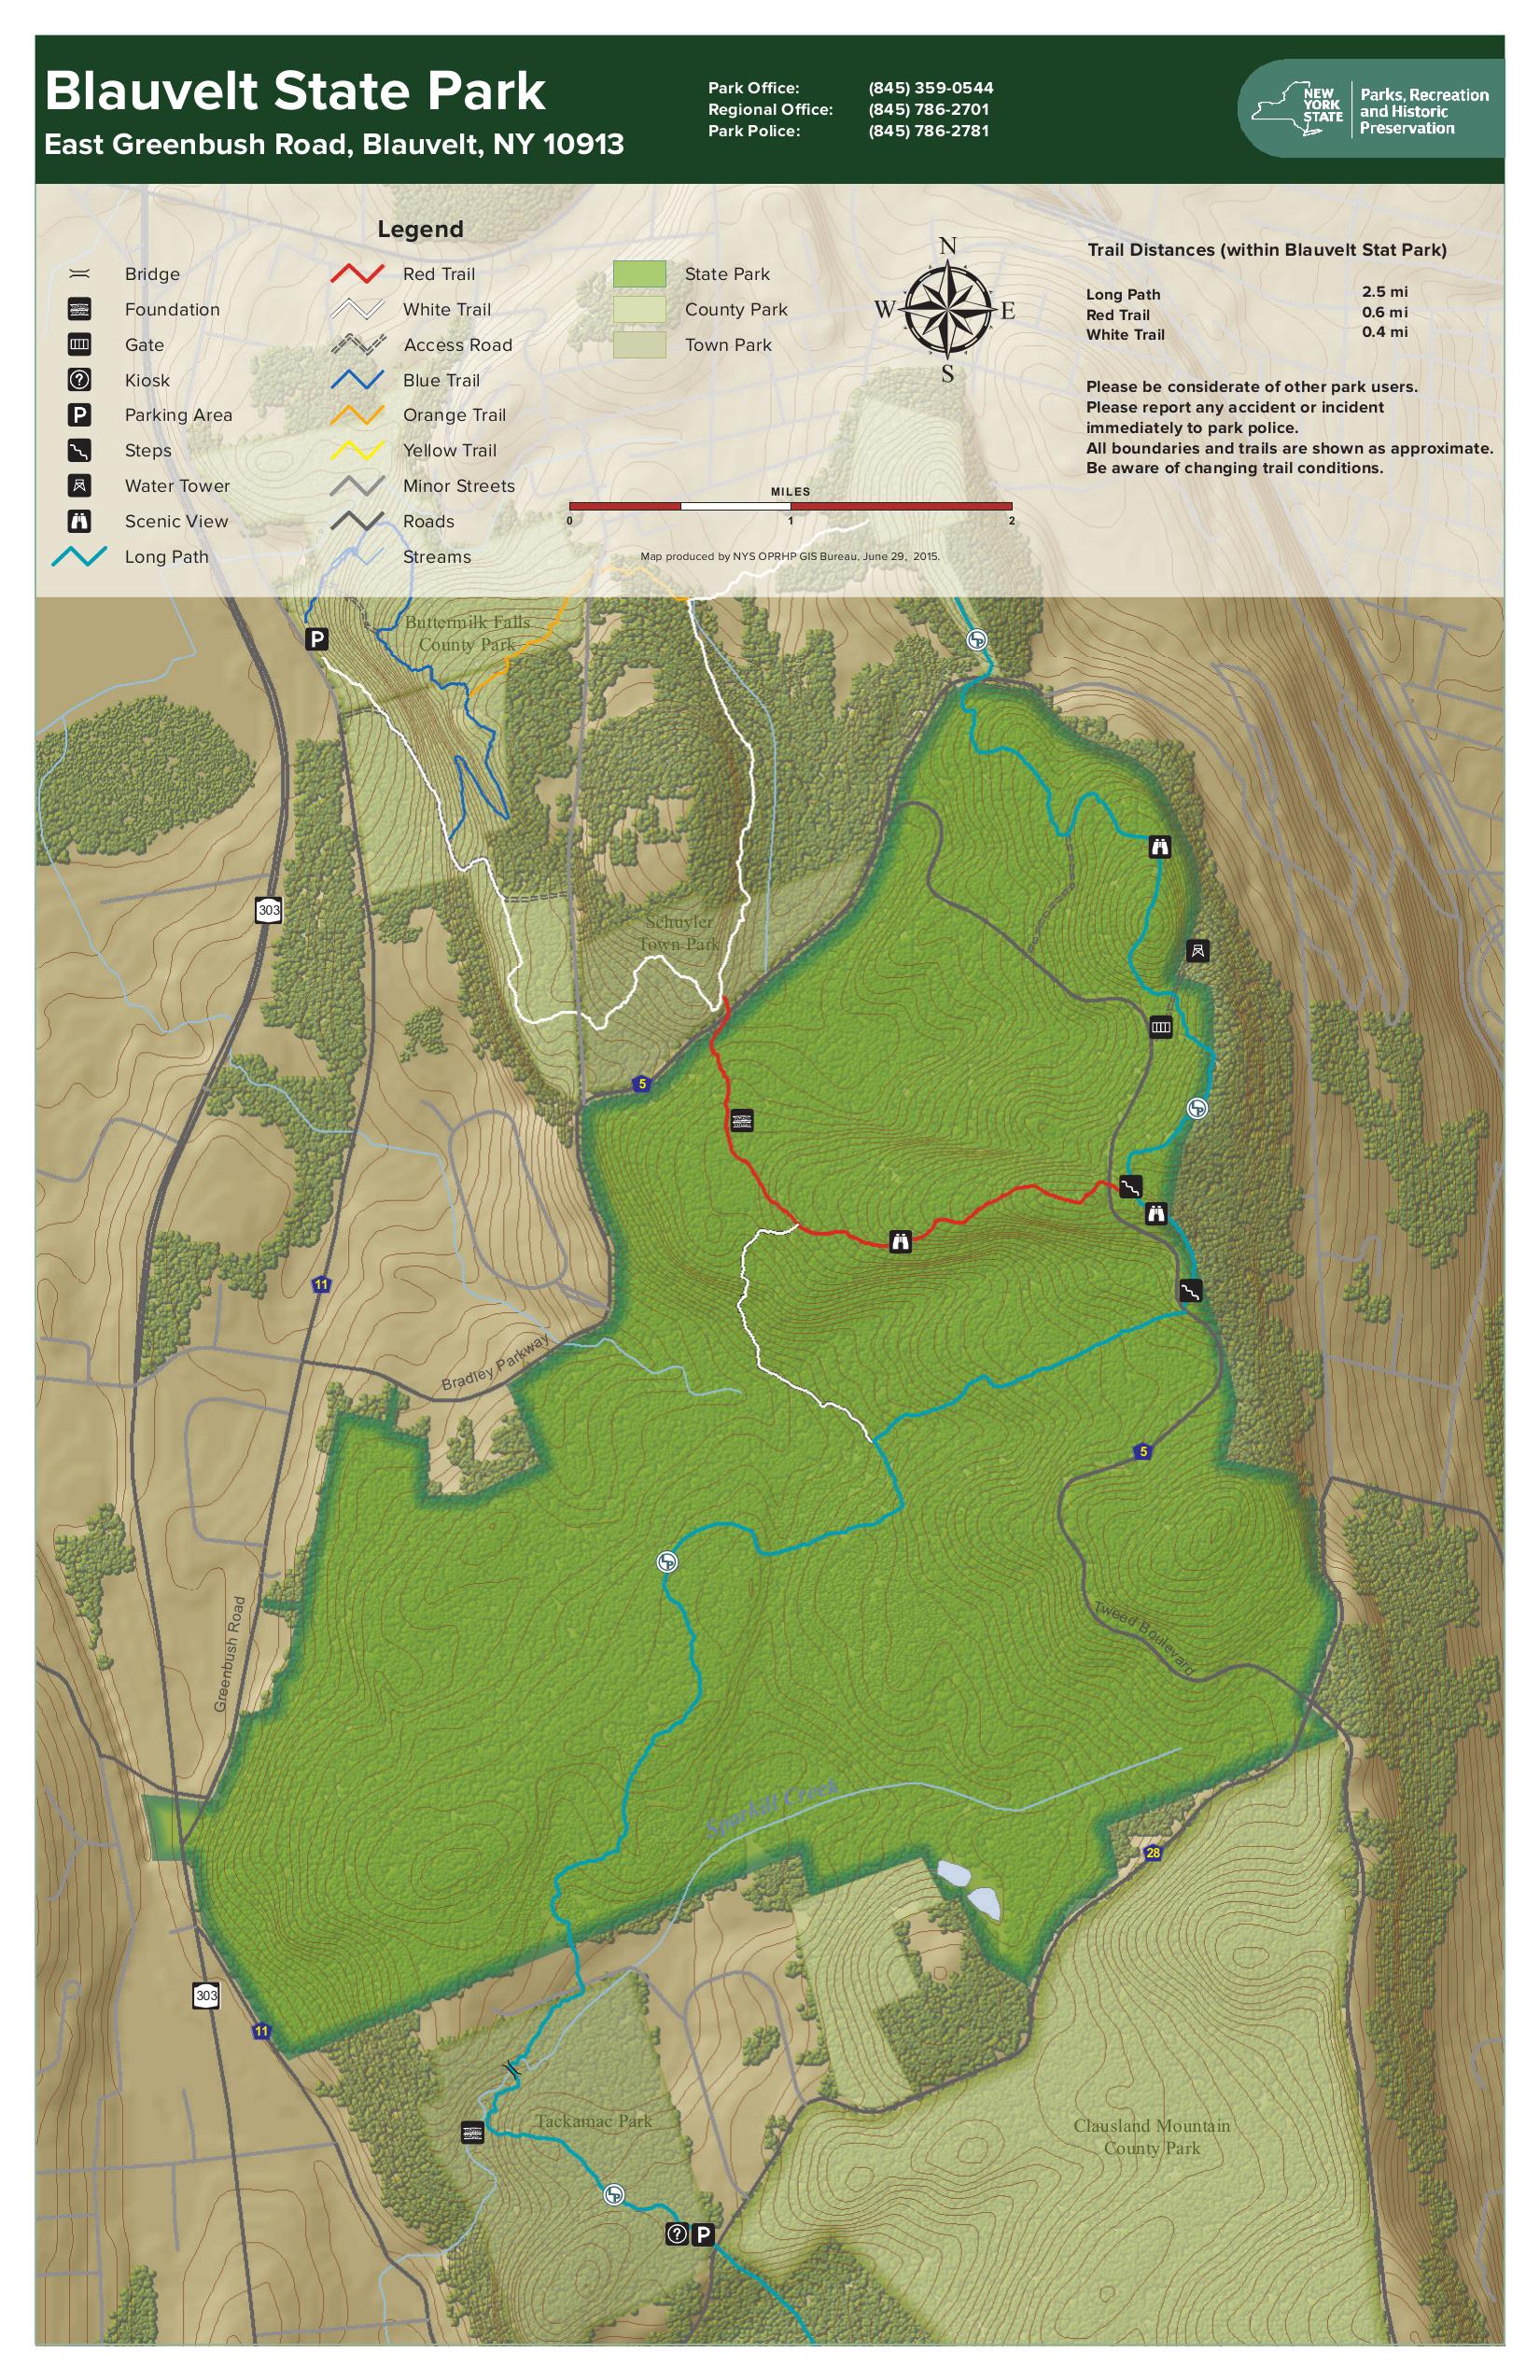 Blauvelt State Park
East Greenbush Road, Blauvelt, NY 10913
Park Office: (845) 359-0544
Regional Office: (845) 786-2701
Park Police: (845) 786-2781
NEW
YORK
STATE
Parks, Recreation
and Historic
Preservation
Legend
Bridge
Foundation
Gate
Kiosk
P Parking Area
Steps
Water Tower
Scenic View
Long Path
Red Trail
White Trail
Access Road
Blue Trail
Orange Trail
Yellow Trail
Minor Streets
Roads
Streams
State Park
County Park
Town Park
N
W E
S
Trail Distances (within Blauvelt Stat Park)
Long Path 2.5 mi
Red Trail 0.6 mi
White Trail 0.4 mi
Please be considerate of other park users.
Please report any accident or incident
immediately to park police.
All boundaries and trails are shown as approximate.
Be aware of changing trail conditions.
MILES
0 1 2
Map produced by NYS OPRHP GIS Bureau, June 29, 2015.
Buttermilk Falls
County Park
P
LP
303
Schuyler
Town Park
5
LP
11
Bradley Parkway
5
LP
Greenbush Road
Tweed Boulevard
Sparkill Creek
28
303
11
Tackamac Park
Clausland Mountain
County Park
LP
? P